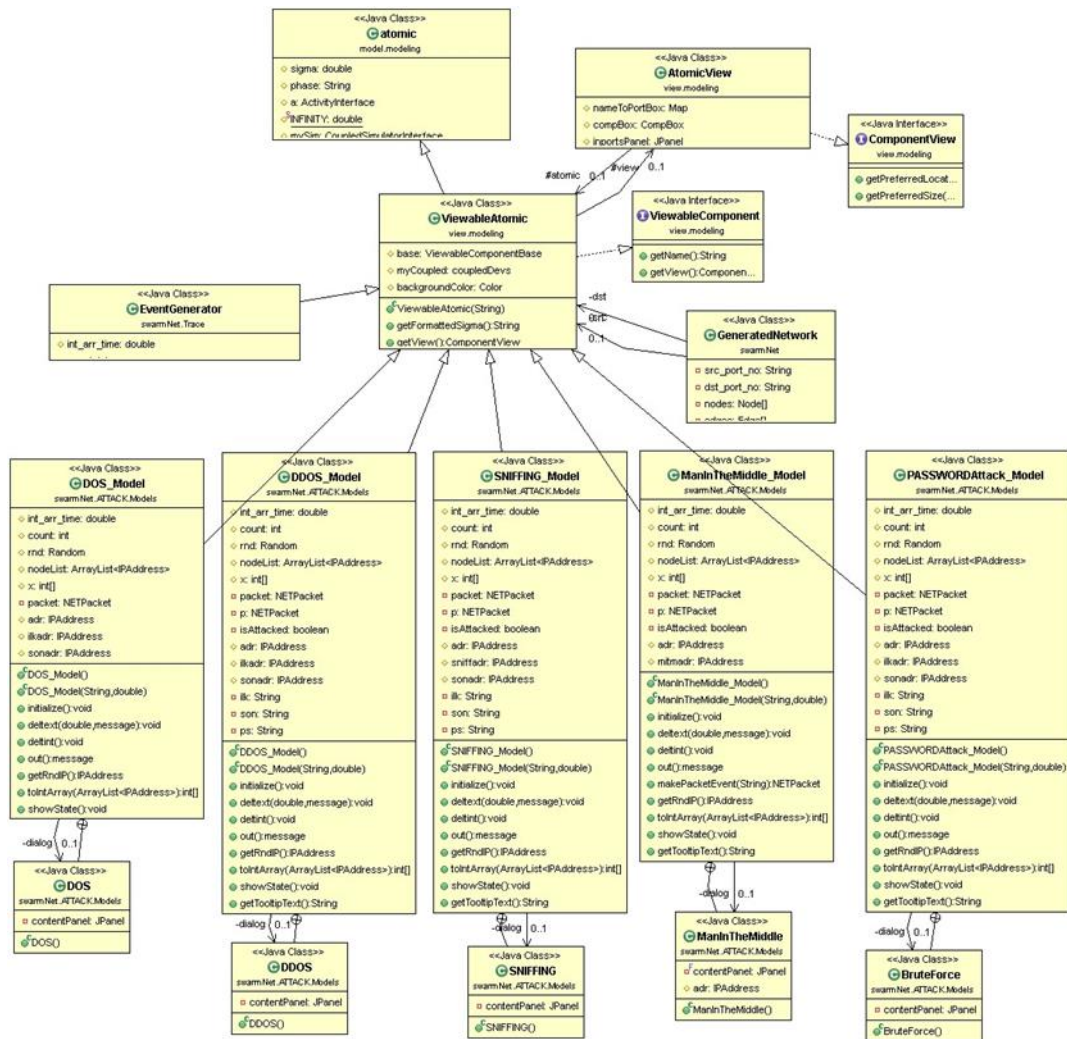 <<Java Class>>
atomic
model.modeling
sigma: double
phase: String
a: ActivityInterface
INFINITY: double
mySim: CoupledSimulatorInterface
<<Java Class>>
AtomicView
view.modeling
nameToPortBox: Map
compBox: CompBox
inportsPanel: JPanel
<<Java Interface>>
ComponentView
view.modeling
getPreferredLocat...
getPreferredSize(...
#atomic 0..1
#view 0..1
<<Java Class>>
ViewableAtomic
view.modeling
base: ViewableComponentBase
myCoupled: coupledDevs
backgroundColor: Color
ViewableAtomic(String)
getFormattedSigma():String
getView():ComponentView
<<Java Interface>>
ViewableComponent
view.modeling
getName():String
getView():Componen...
<<Java Class>>
EventGenerator
swarmNet.Trace
int_arr_time: double
-dst
0..1
<<Java Class>>
GeneratedNetwork
swarmNet
src_port_no: String
dst_port_no: String
nodes: Node[]
edges: Edge[]
<<Java Class>>
DOS_Model
swarmNet.ATTACK.Models
int_arr_time: double
count: int
rnd: Random
nodeList: ArrayList<IPAddress>
x: int[]
packet: NETPacket
adr: IPAddress
ilkadr: IPAddress
sonadr: IPAddress
DOS_Model()
DOS_Model(String,double)
initialize():void
deltext(double,message):void
deltint():void
out():message
getRndIP():IPAddress
toIntArray(ArrayList<IPAddress>):int[]
showState():void
-dialog 0..1
<<Java Class>>
DOS
swarmNet.ATTACK.Models
contentPanel: JPanel
DOS()
<<Java Class>>
DDOS_Model
swarmNet.ATTACK.Models
int_arr_time: double
count: int
rnd: Random
nodeList: ArrayList<IPAddress>
x: int[]
packet: NETPacket
p: NETPacket
isAttacked: boolean
adr: IPAddress
ilkadr: IPAddress
sonadr: IPAddress
ilk: String
son: String
ps: String
DDOS_Model()
DDOS_Model(String,double)
initialize():void
deltext(double,message):void
deltint():void
out():message
getRndIP():IPAddress
toIntArray(ArrayList<IPAddress>):int[]
showState():void
getTooltipText():String
-dialog 0..1
<<Java Class>>
DDOS
swarmNet.ATTACK.Models
contentPanel: JPanel
DDOS()
<<Java Class>>
SNIFFING_Model
swarmNet.ATTACK.Models
int_arr_time: double
count: int
rnd: Random
nodeList: ArrayList<IPAddress>
x: int[]
packet: NETPacket
p: NETPacket
isAttacked: boolean
adr: IPAddress
sniffadr: IPAddress
sonadr: IPAddress
ilk: String
son: String
ps: String
SNIFFING_Model()
SNIFFING_Model(String,double)
initialize():void
deltext(double,message):void
deltint():void
out():message
getRndIP():IPAddress
toIntArray(ArrayList<IPAddress>):int[]
showState():void
getTooltipText():String
-dialog 0..1
<<Java Class>>
SNIFFING
swarmNet.ATTACK.Models
contentPanel: JPanel
SNIFFING()
<<Java Class>>
ManInTheMiddle_Model
swarmNet.ATTACK.Models
int_arr_time: double
count: int
rnd: Random
nodeList: ArrayList<IPAddress>
x: int[]
packet: NETPacket
p: NETPacket
isAttacked: boolean
adr: IPAddress
mitmadr: IPAddress
ManInTheMiddle_Model()
ManInTheMiddle_Model(String,double)
initialize():void
deltext(double,message):void
deltint():void
out():message
makePacketEvent(String):NETPacket
getRndIP():IPAddress
toIntArray(ArrayList<IPAddress>):int[]
showState():void
getTooltipText():String
-dialog 0..1
<<Java Class>>
ManInTheMiddle
swarmNet.ATTACK.Models
contentPanel: JPanel
adr: IPAddress
ManInTheMiddle()
<<Java Class>>
PASSWORDAttack_Model
swarmNet.ATTACK.Models
int_arr_time: double
count: int
rnd: Random
nodeList: ArrayList<IPAddress>
x: int[]
packet: NETPacket
p: NETPacket
isAttacked: boolean
adr: IPAddress
ilkadr: IPAddress
sonadr: IPAddress
ilk: String
son: String
ps: String
PASSWORDAttack_Model()
PASSWORDAttack_Model(String,double)
initialize():void
deltext(double,message):void
deltint():void
out():message
getRndIP():IPAddress
toIntArray(ArrayList<IPAddress>):int[]
showState():void
getTooltipText():String
-dialog 0..1
<<Java Class>>
BruteForce
swarmNet.ATTACK.Models
contentPanel: JPanel
BruteForce()